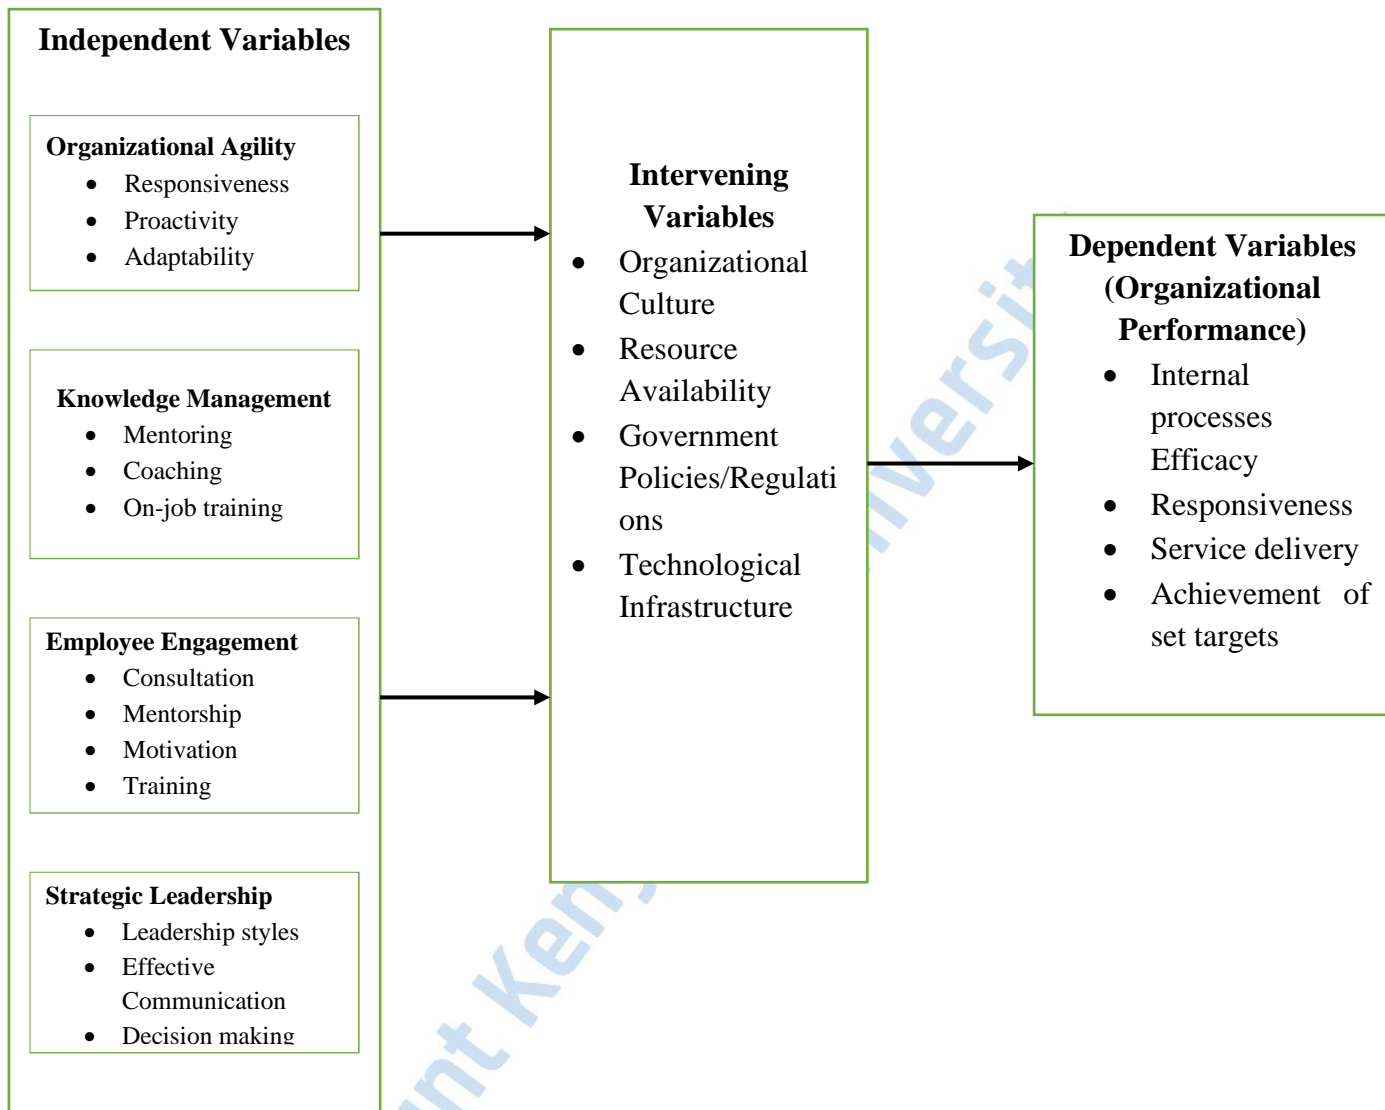 Independent Variables
Organizational Agility
• Responsiveness
• Proactivity
• Adaptability
Knowledge Management
• Mentoring
• Coaching
• On-job training
Employee Engagement
• Consultation
• Mentorship
• Motivation
• Training
Strategic Leadership
• Leadership styles
• Effective
Communication
• Decision making
Intervening
Variables
• Organizational
Culture
• Resource
Availability
• Government
Policies/Regulati
ons
• Technological
Infrastructure
Dependent Variables
(Organizational
Performance)
• Internal
processes
Efficacy
• Responsiveness
• Service delivery
• Achievement of
set targets